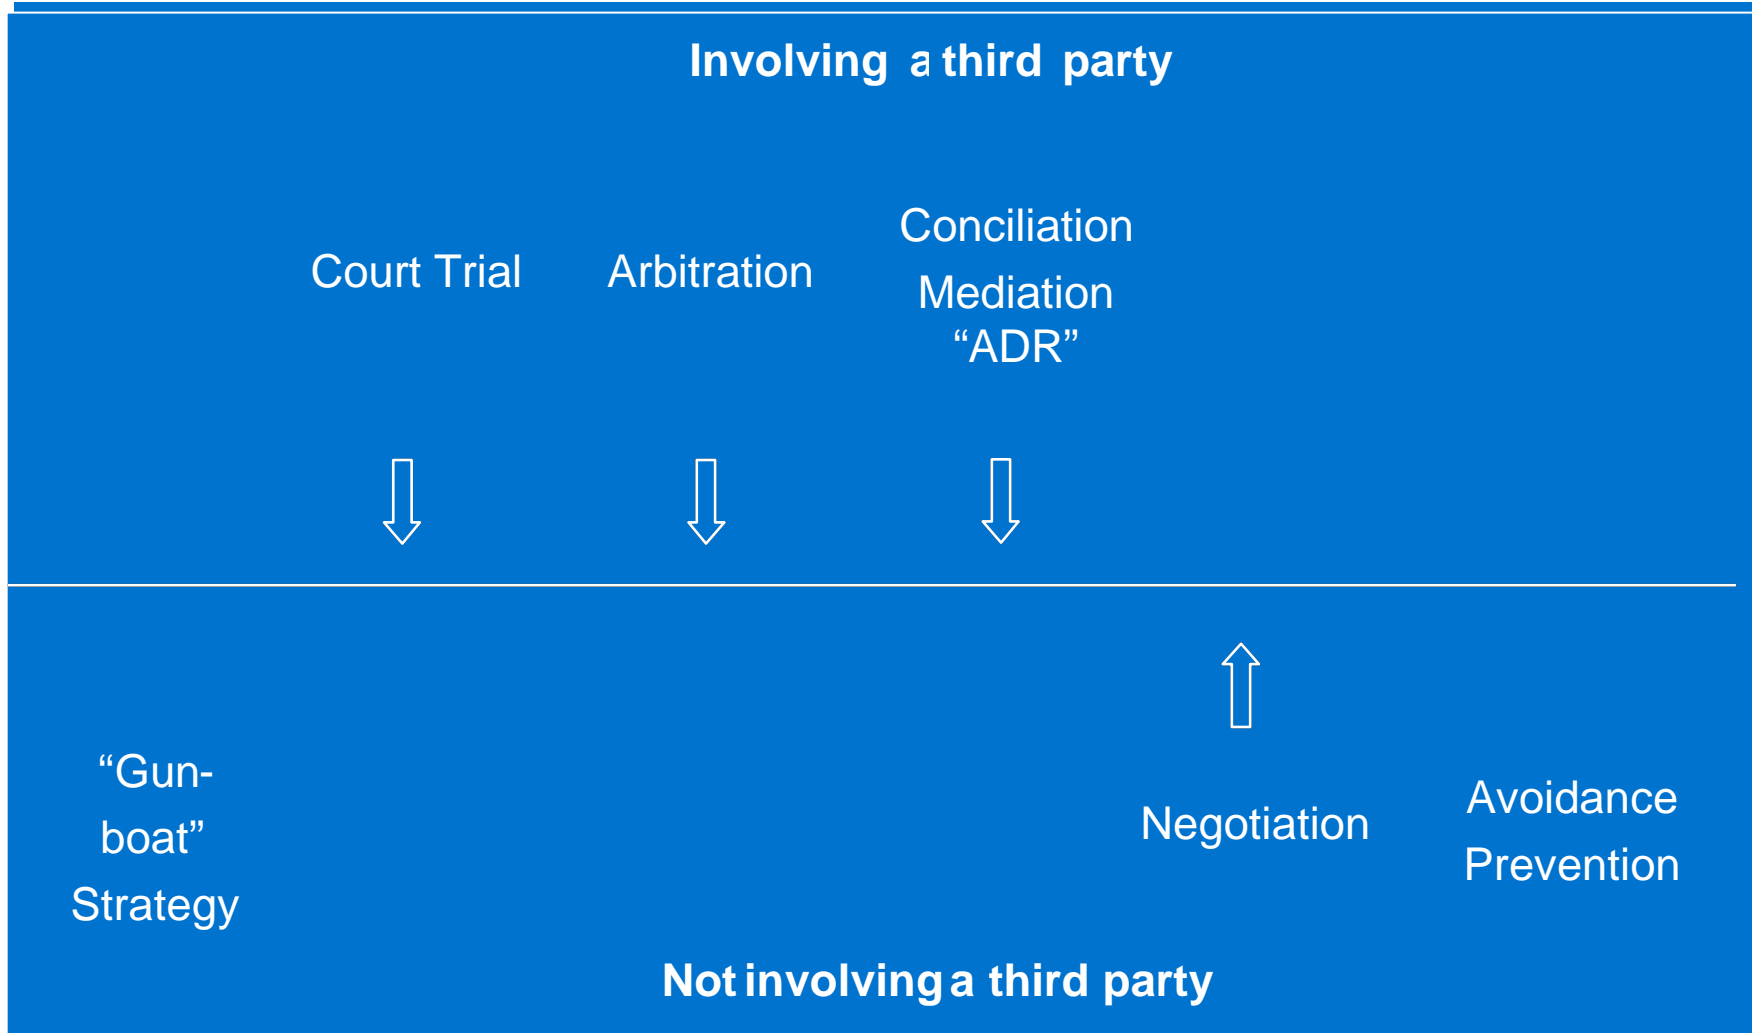 Involving a third party
Court Trial
Arbitration
Conciliation
Mediation
“ADR”
“Gun-
boat”
Strategy
Negotiation
Avoidance
Prevention
Not involving a third party